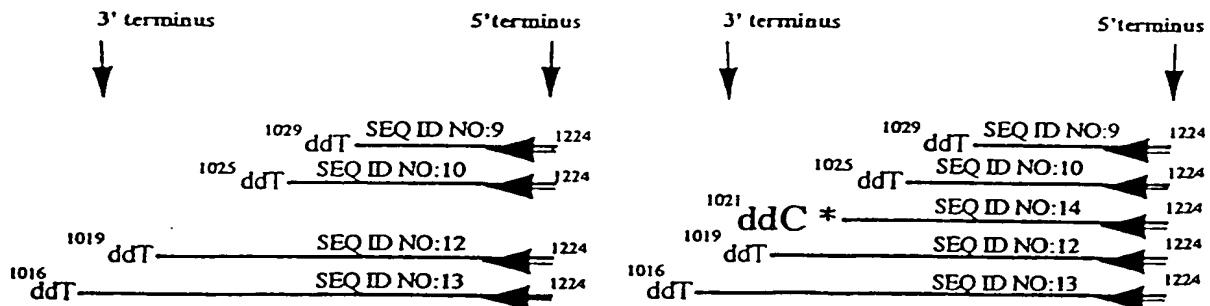 3' terminus 5'terminus 3' terminus 5'terminus
1029 ddT SEQ ID NO:9 1224
1025 ddT SEQ ID NO:10 1224
1019 ddT SEQ ID NO:12 1224
1016 ddT SEQ ID NO:13 1224
1029 ddT SEQ ID NO:9 1224
1025 ddT SEQ ID NO:10 1224
1021 ddC * SEQ ID NO:14 1224
1019 ddT SEQ ID NO:12 1224
1016 ddT SEQ ID NO:13 1224